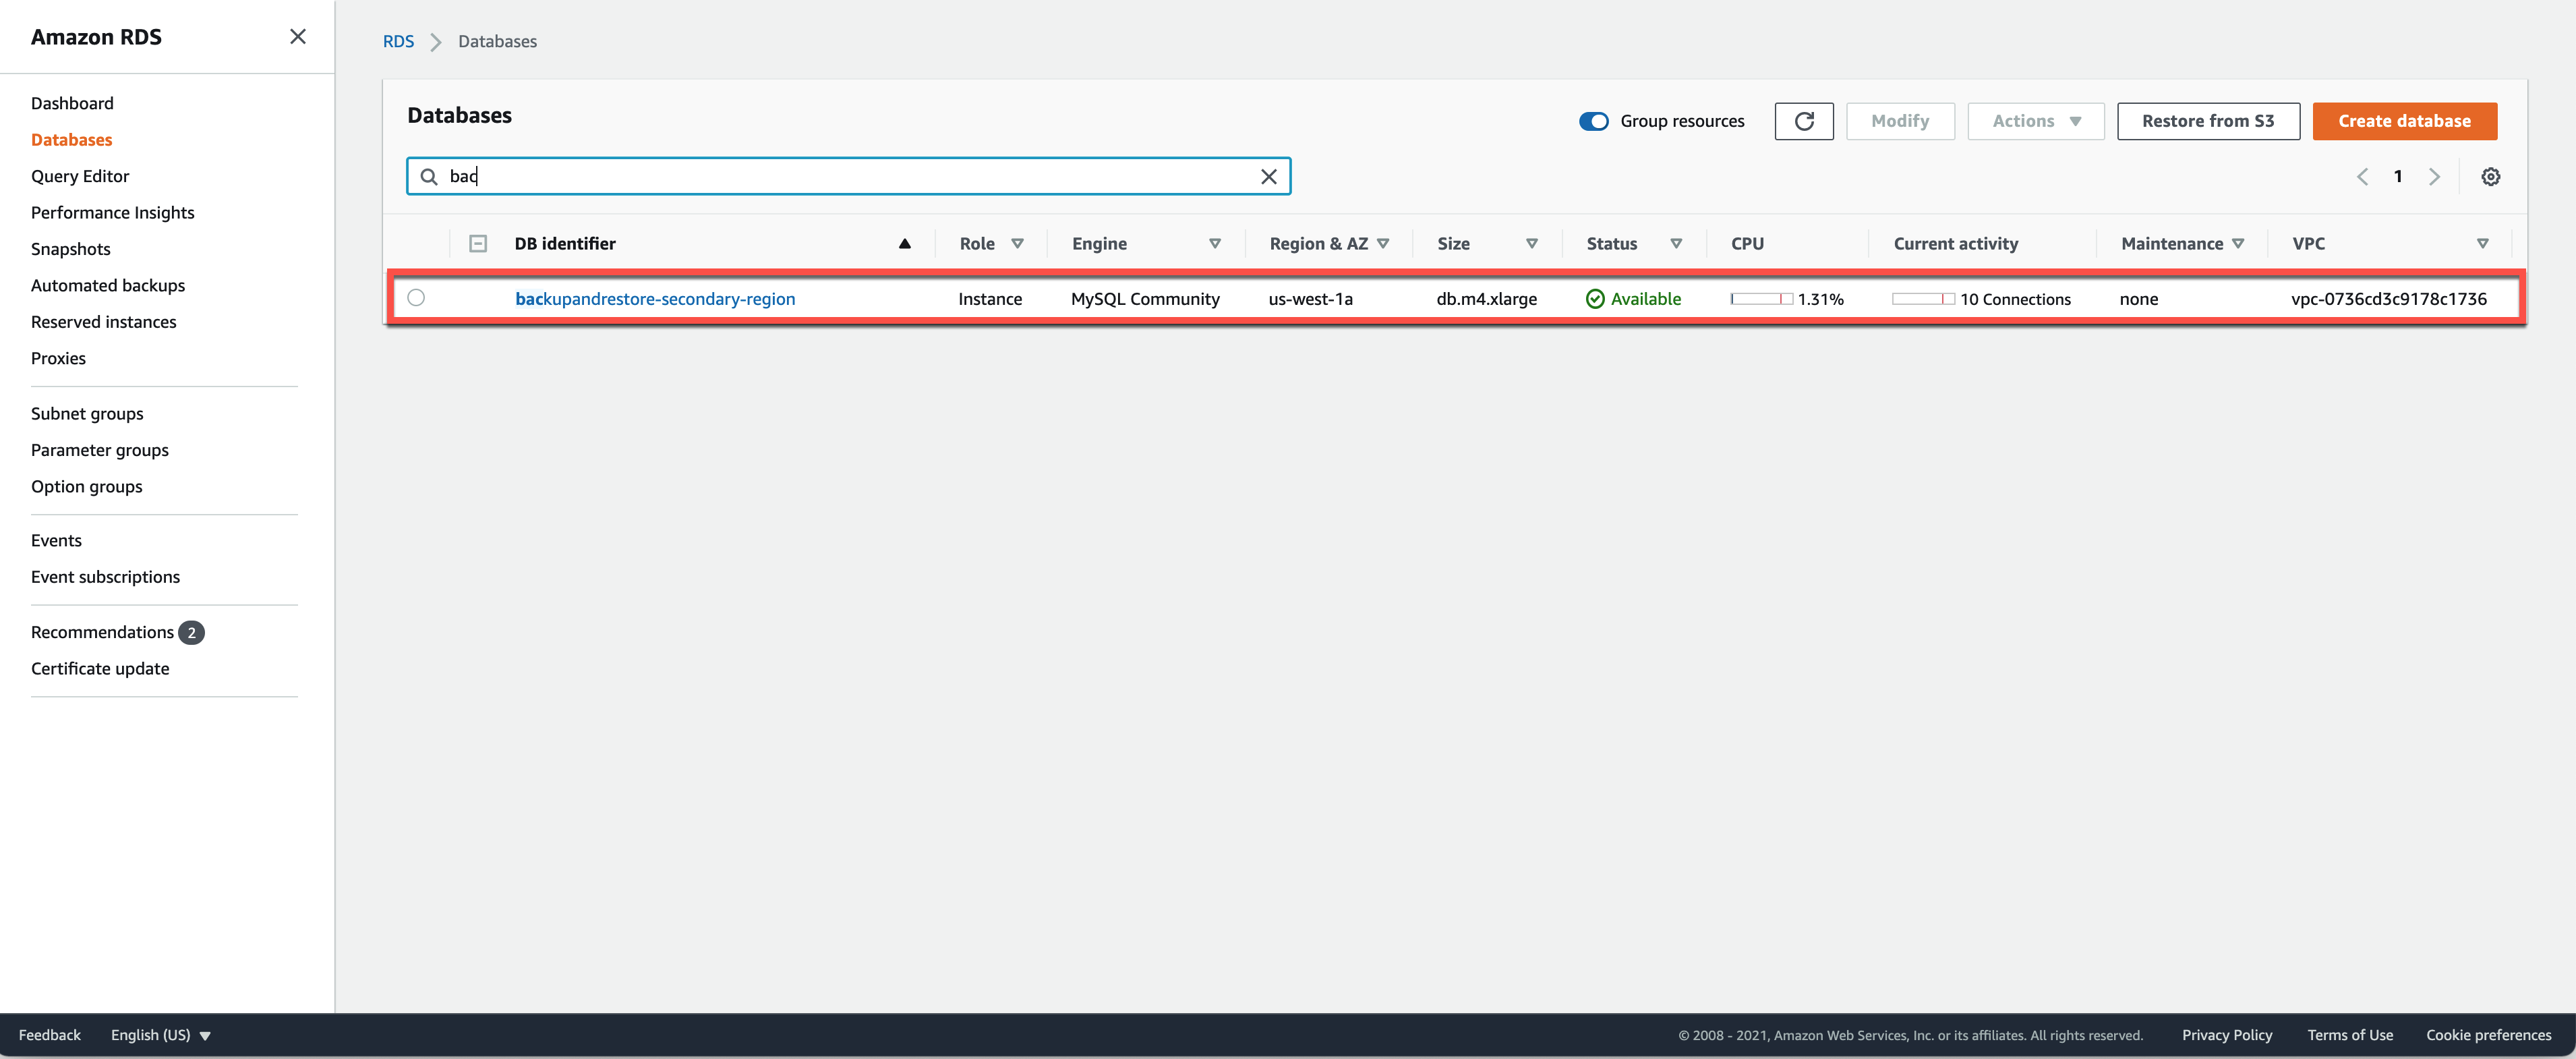 Amazon RDS
Dashboard
Databases
Query Editor
Performance Insights
Snapshots
Automated backups
Reserved instances
Proxies
Subnet groups
Parameter groups
Option groups
Events
Event subscriptions
Recommendations 2
Certificate update
RDS Databases
Databases
Group resources Modify Actions Restore from S3 Create database
bac
1
DB identifier Role Engine Region & AZ Size Status CPU Current activity Maintenance VPC
backupandrestore-secondary-region Instance MySQL Community us-west-1a db.m4.xlarge Available 1.31% 10 Connections none vpc-0736cd3c9178c1736
Feedback English (US) © 2008 - 2021, Amazon Web Services, Inc. or its affiliates. All rights reserved. Privacy Policy Terms of Use Cookie preferences